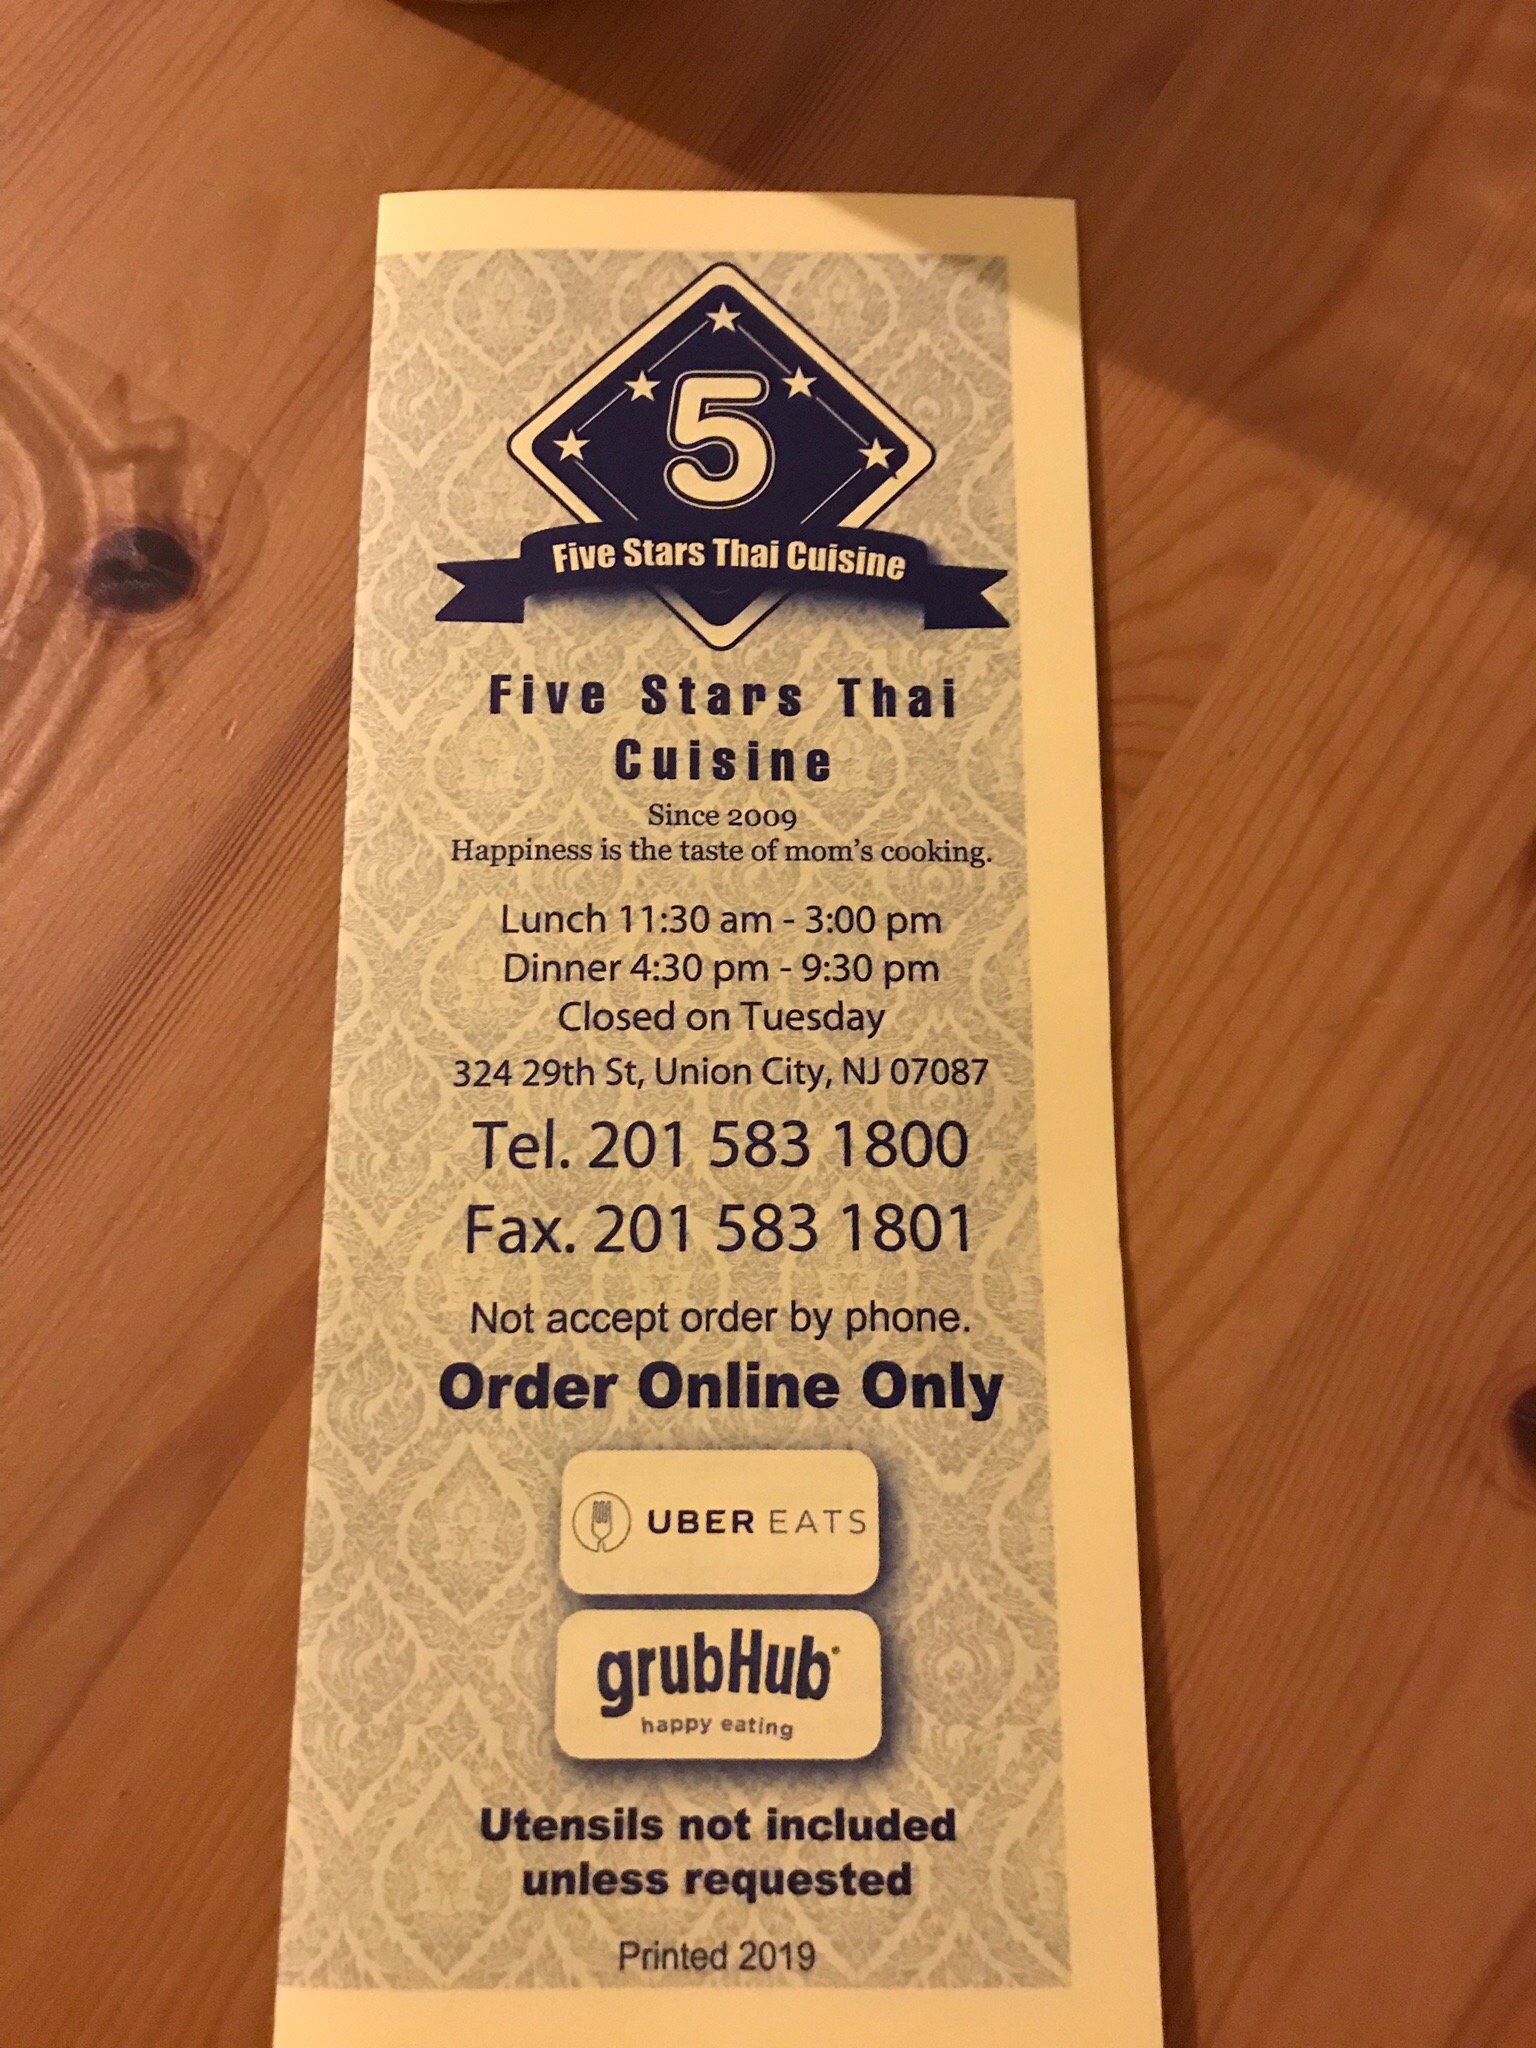 5
Five Stars Thai Cuisine
Five Stars Thai
Cuisine
Since 2009
Happiness is the taste of mom's cooking.
Lunch 11:30 am - 3:00 pm
Dinner 4:30 pm - 9:30 pm
Closed on Tuesday
324 29th St, Union City, NJ 07087
Tel. 201 583 1800
Fax. 201 583 1801
Not accept order by phone.
Order Online Only
UBER EATS
grubHub
happy eating
Utensils not included
unless requested
Printed 2019